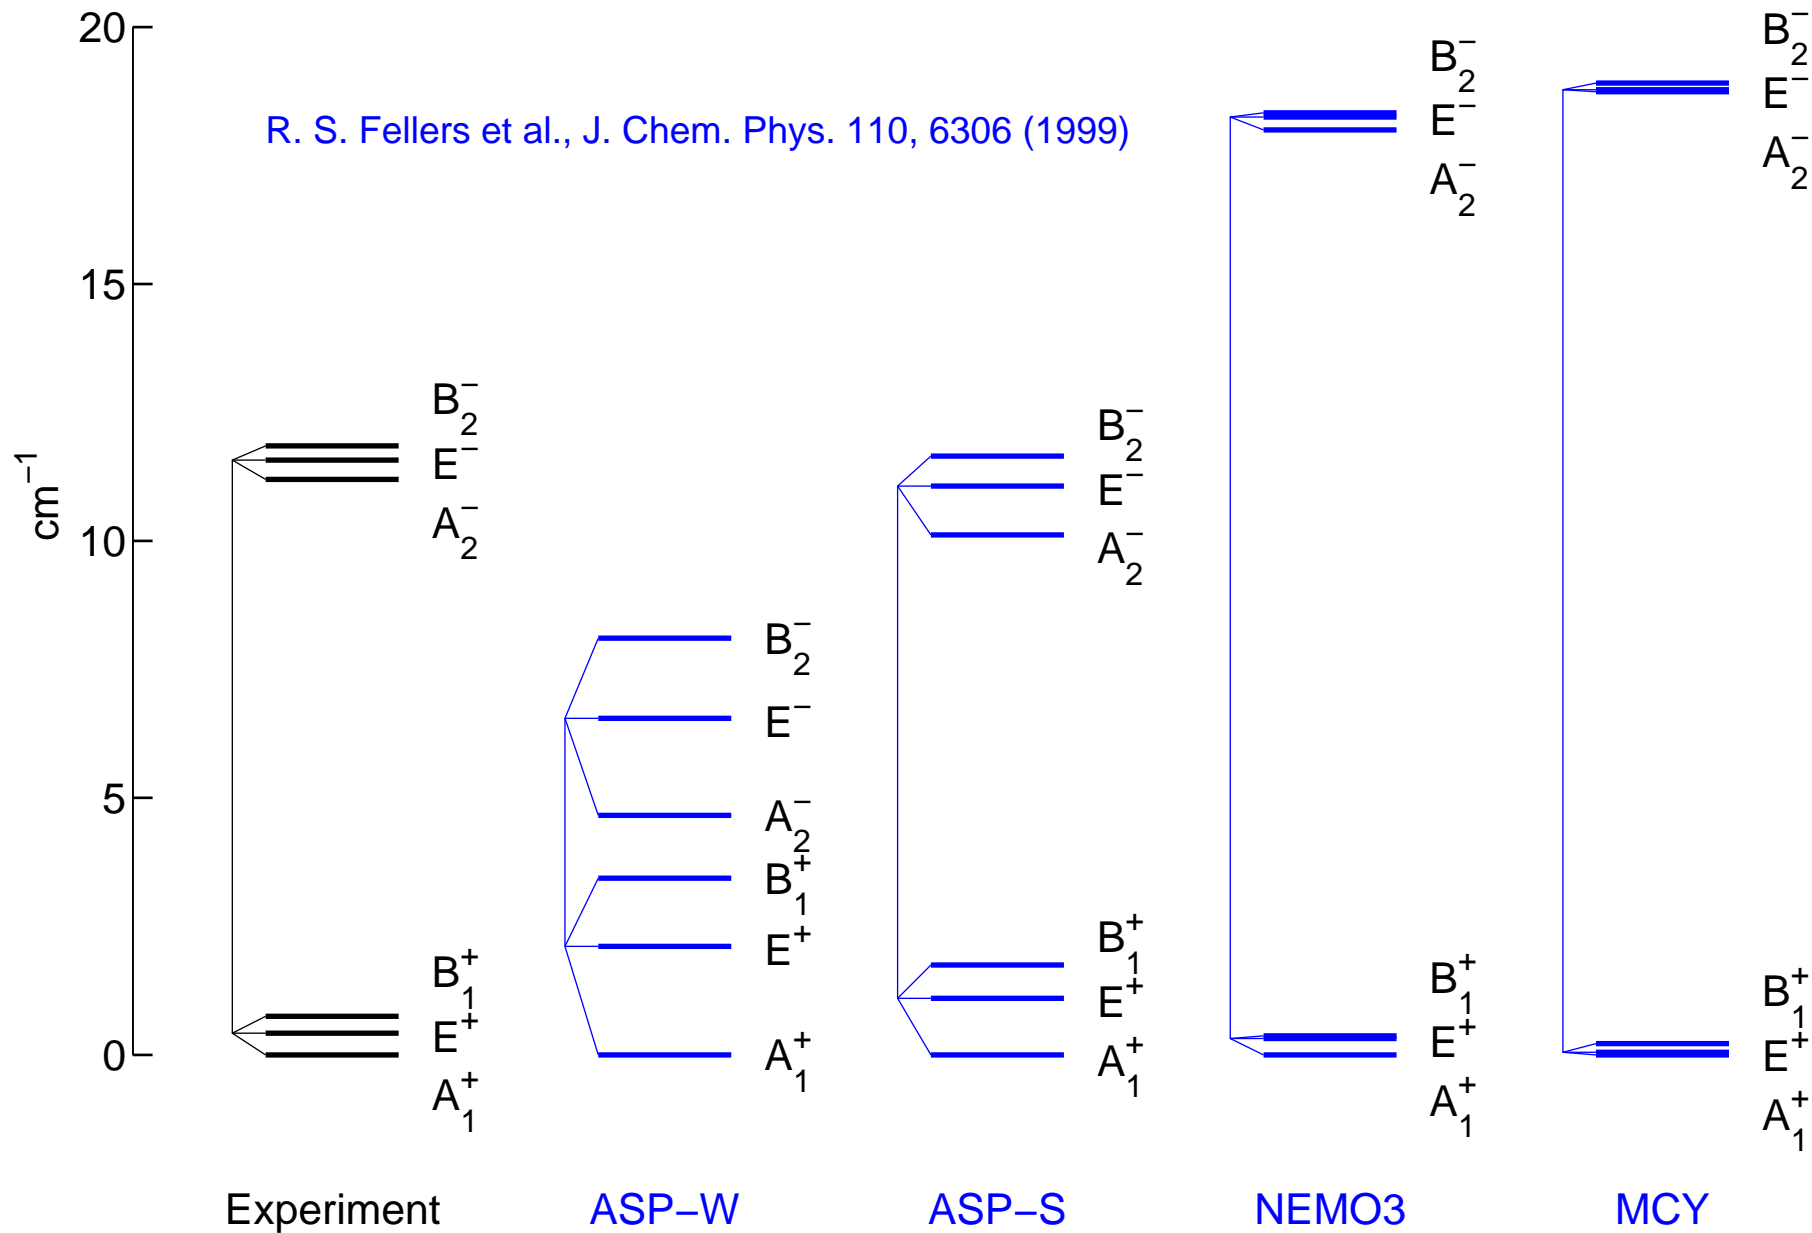 R. S. Fellers et al., J. Chem. Phys. 110, 6306 (1999)
cm⁻¹
20
15
10
5
0
B₂⁻
E⁻
A₂⁻
B₁⁺
E⁺
A₁⁺
Experiment
B₂⁻
E⁻
A₂⁻
B₁⁺
E⁺
A₁⁺
ASP−W
B₂⁻
E⁻
A₂⁻
B₁⁺
E⁺
A₁⁺
ASP−S
B₂⁻
E⁻
A₂⁻
B₁⁺
E⁺
A₁⁺
NEMO3
B₂⁻
E⁻
A₂⁻
B₁⁺
E⁺
A₁⁺
MCY